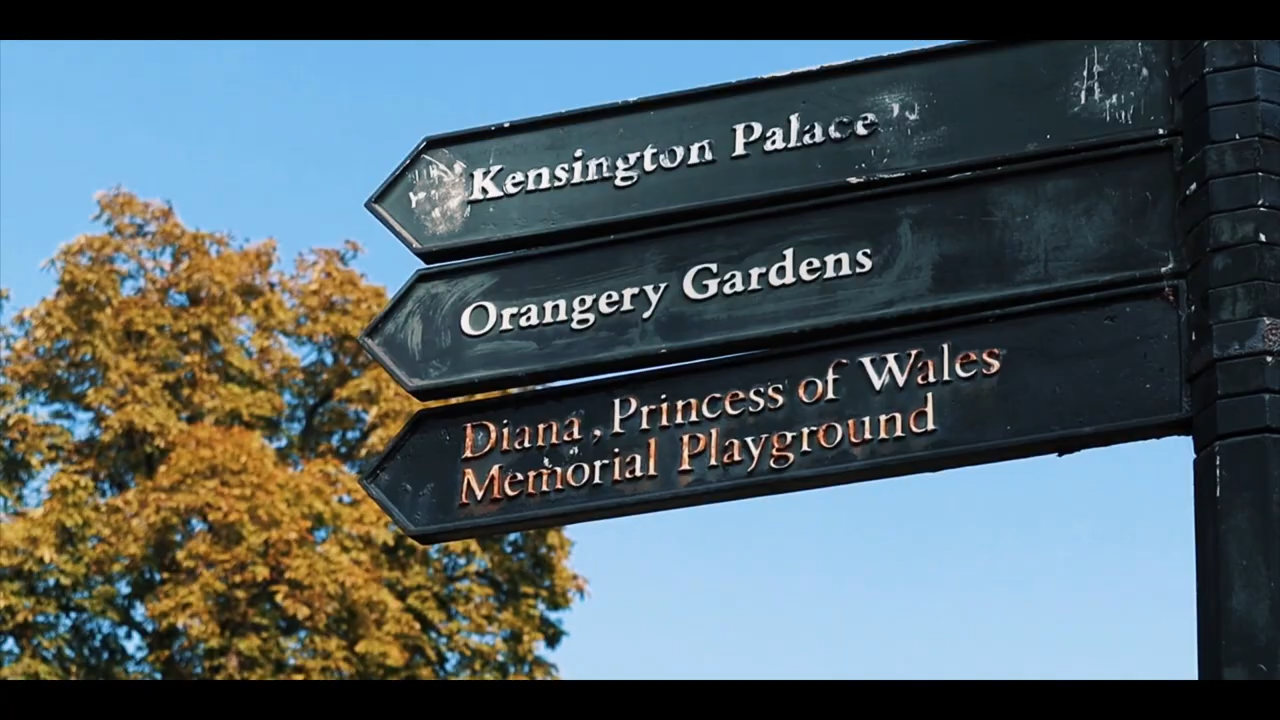 Kensington Palace
Orangery Gardens
Diana, Princess of Wales
Memorial Playground